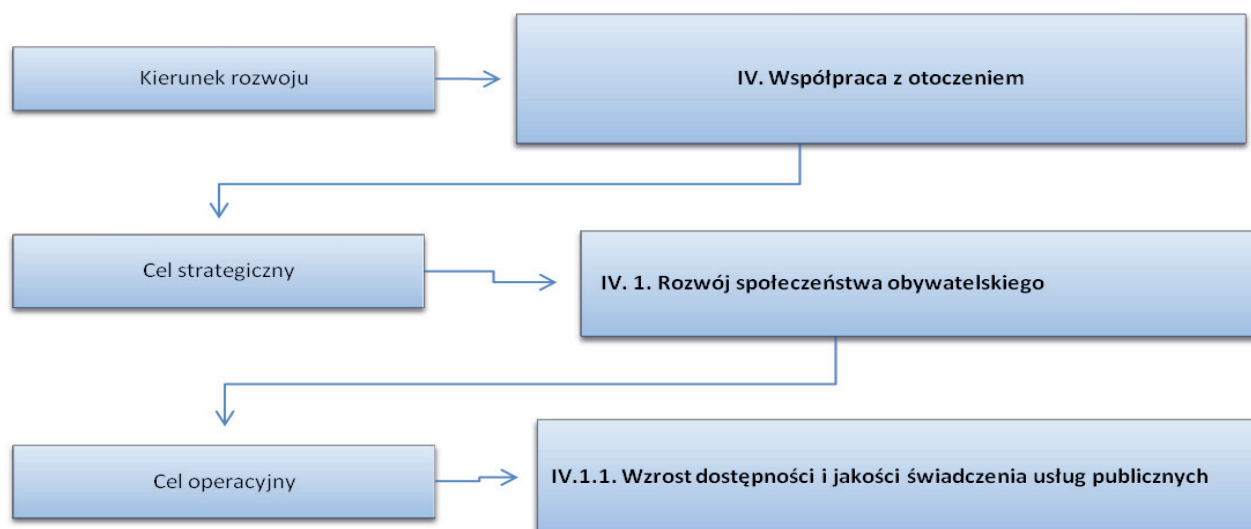 Kierunek rozwoju
IV. Współpraca z otoczeniem
Cel strategiczny
IV. 1. Rozwój społeczeństwa obywatelskiego
Cel operacyjny
IV.1.1. Wzrost dostępności i jakości świadczenia usług publicznych